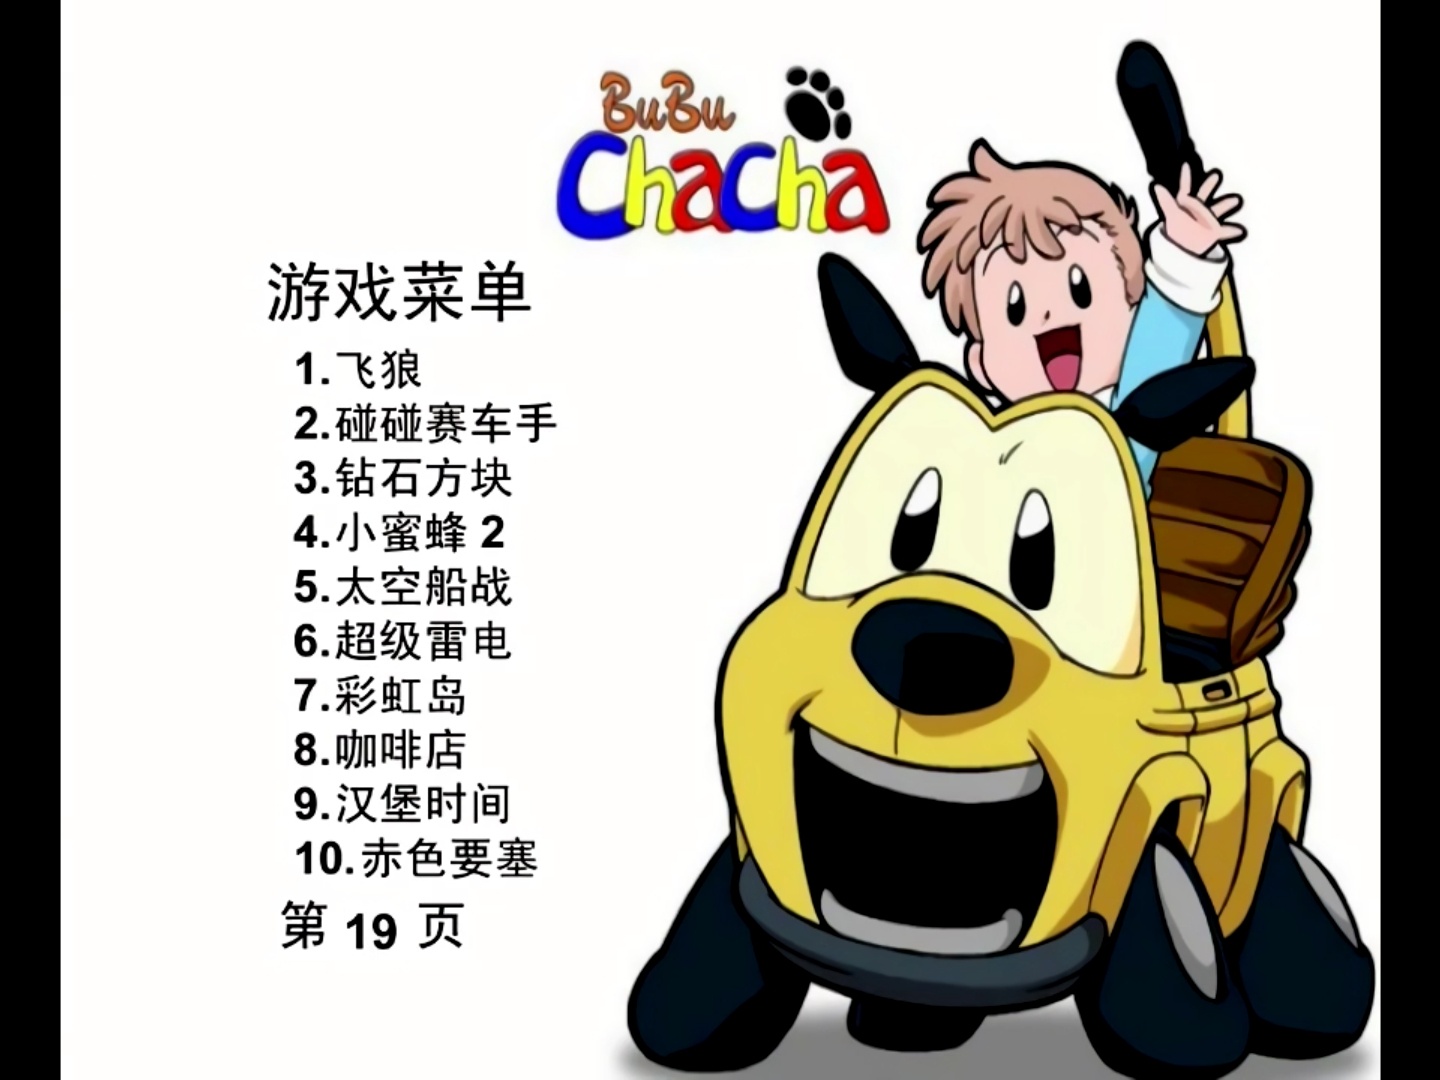 BuBu
ChaCha
游戏菜单
1.飞狼
2.碰碰赛车手
3.钻石方块
4.小蜜蜂 2
5.太空船战
6.超级雷电
7.彩虹岛
8.咖啡店
9.汉堡时间
10.赤色要塞
第 19 页